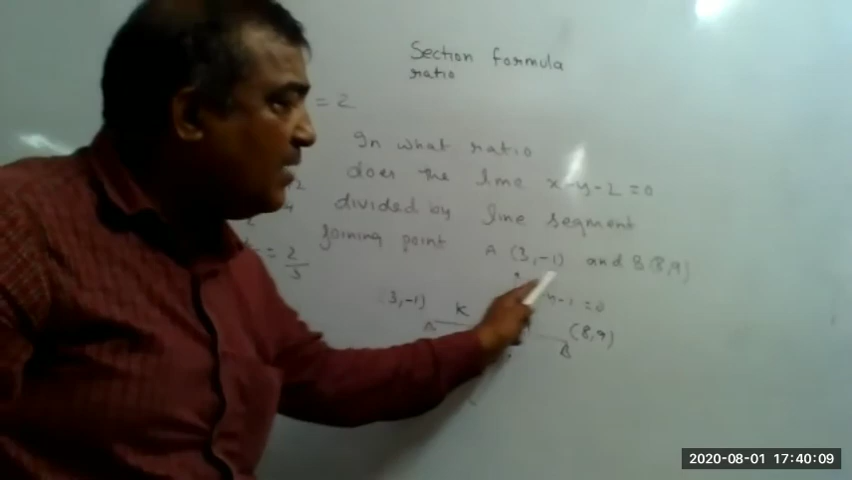 Section formula
ratio
= 2
In what ratio
does the line x-y-2=0
divided by line segment
joining point A (3,-1) and B (8,9)
= 2/3
(3,-1) K
(8,9)
A
B
2020-08-01 17:40:09